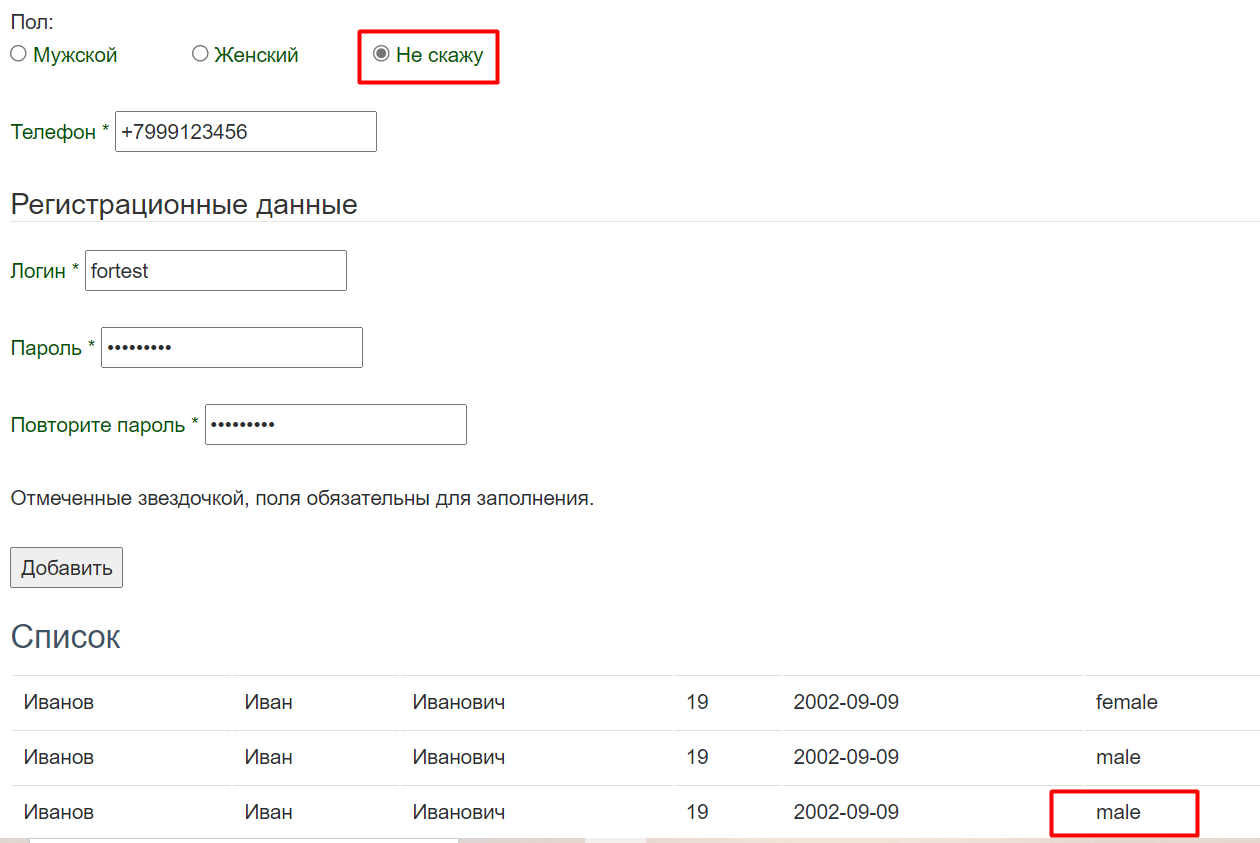 Пол:
Мужской Женский Не скажу
Телефон * +7999123456
Регистрационные данные
Логин * fortest
Пароль * •••••••••
Повторите пароль * •••••••••
Отмеченные звездочкой, поля обязательны для заполнения.
Добавить
Список
Иванов Иван Иванович 19 2002-09-09 female
Иванов Иван Иванович 19 2002-09-09 male
Иванов Иван Иванович 19 2002-09-09 male